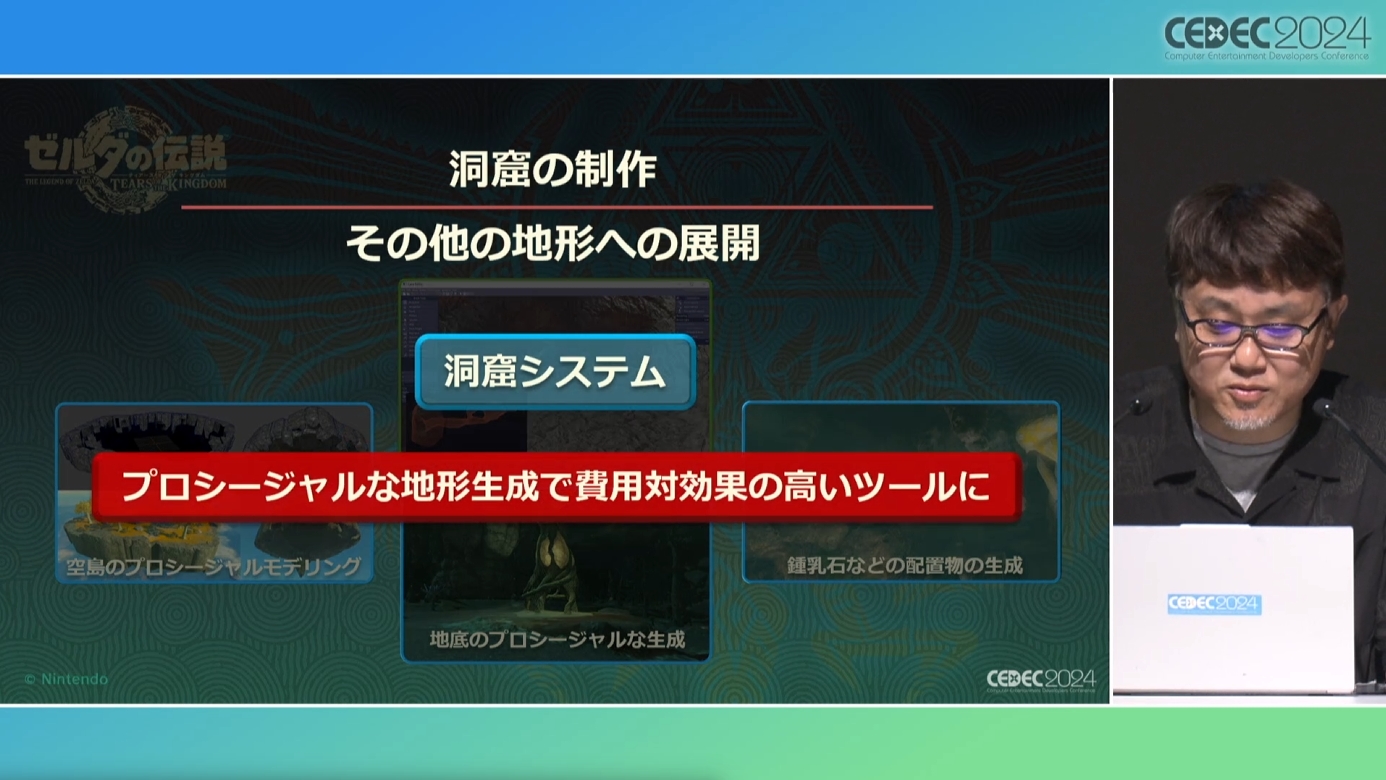 CEDEC2024
Computer Entertainment Developers Conference
ゼルダの伝説
TEARS OF THE KINGDOM
洞窟の制作
その他の地形への展開
洞窟システム
プロシージャルな地形生成で費用対効果の高いツールに
空島のプロシージャルモデリング
鍾乳石などの配置物の生成
地底のプロシージャルな生成
© Nintendo
CEDEC2024
Computer Entertainment Developers Conference
CEDEC2024